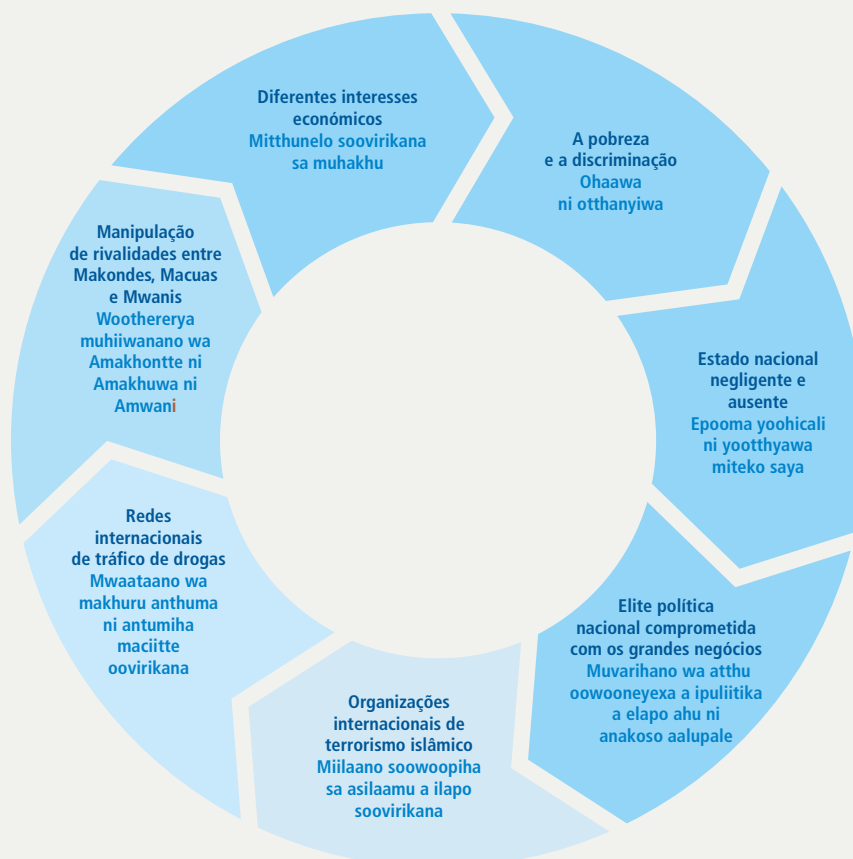 Diferentes interesses
económicos
Mitthunelo soovirikana
sa muhakhu
A pobreza
e a discriminação
Ohaawa
ni otthanyiwa
Estado nacional
negligente e
ausente
Epooma yoohicali
ni yootthyawa
miteko saya
Elite política
nacional comprometida
com os grandes negócios
Muvarihano wa atthu
oowooneyexa a ipuliitika
a elapo ahu ni
anakoso aalupale
Organizações
internacionais de
terrorismo islâmico
Miilaano soowoopiha
sa asilaamu a ilapo
soovirikana
Redes
internacionais
de tráfico de drogas
Mwaataano wa
makhuru anthuma
ni antumiha
maciitte
oovirikana
Manipulação
de rivalidades entre
Makondes, Macuas
e Mwanis
Woothererya
muhiiwanano wa
Amakhontte ni
Amakhuwa ni
Amwani